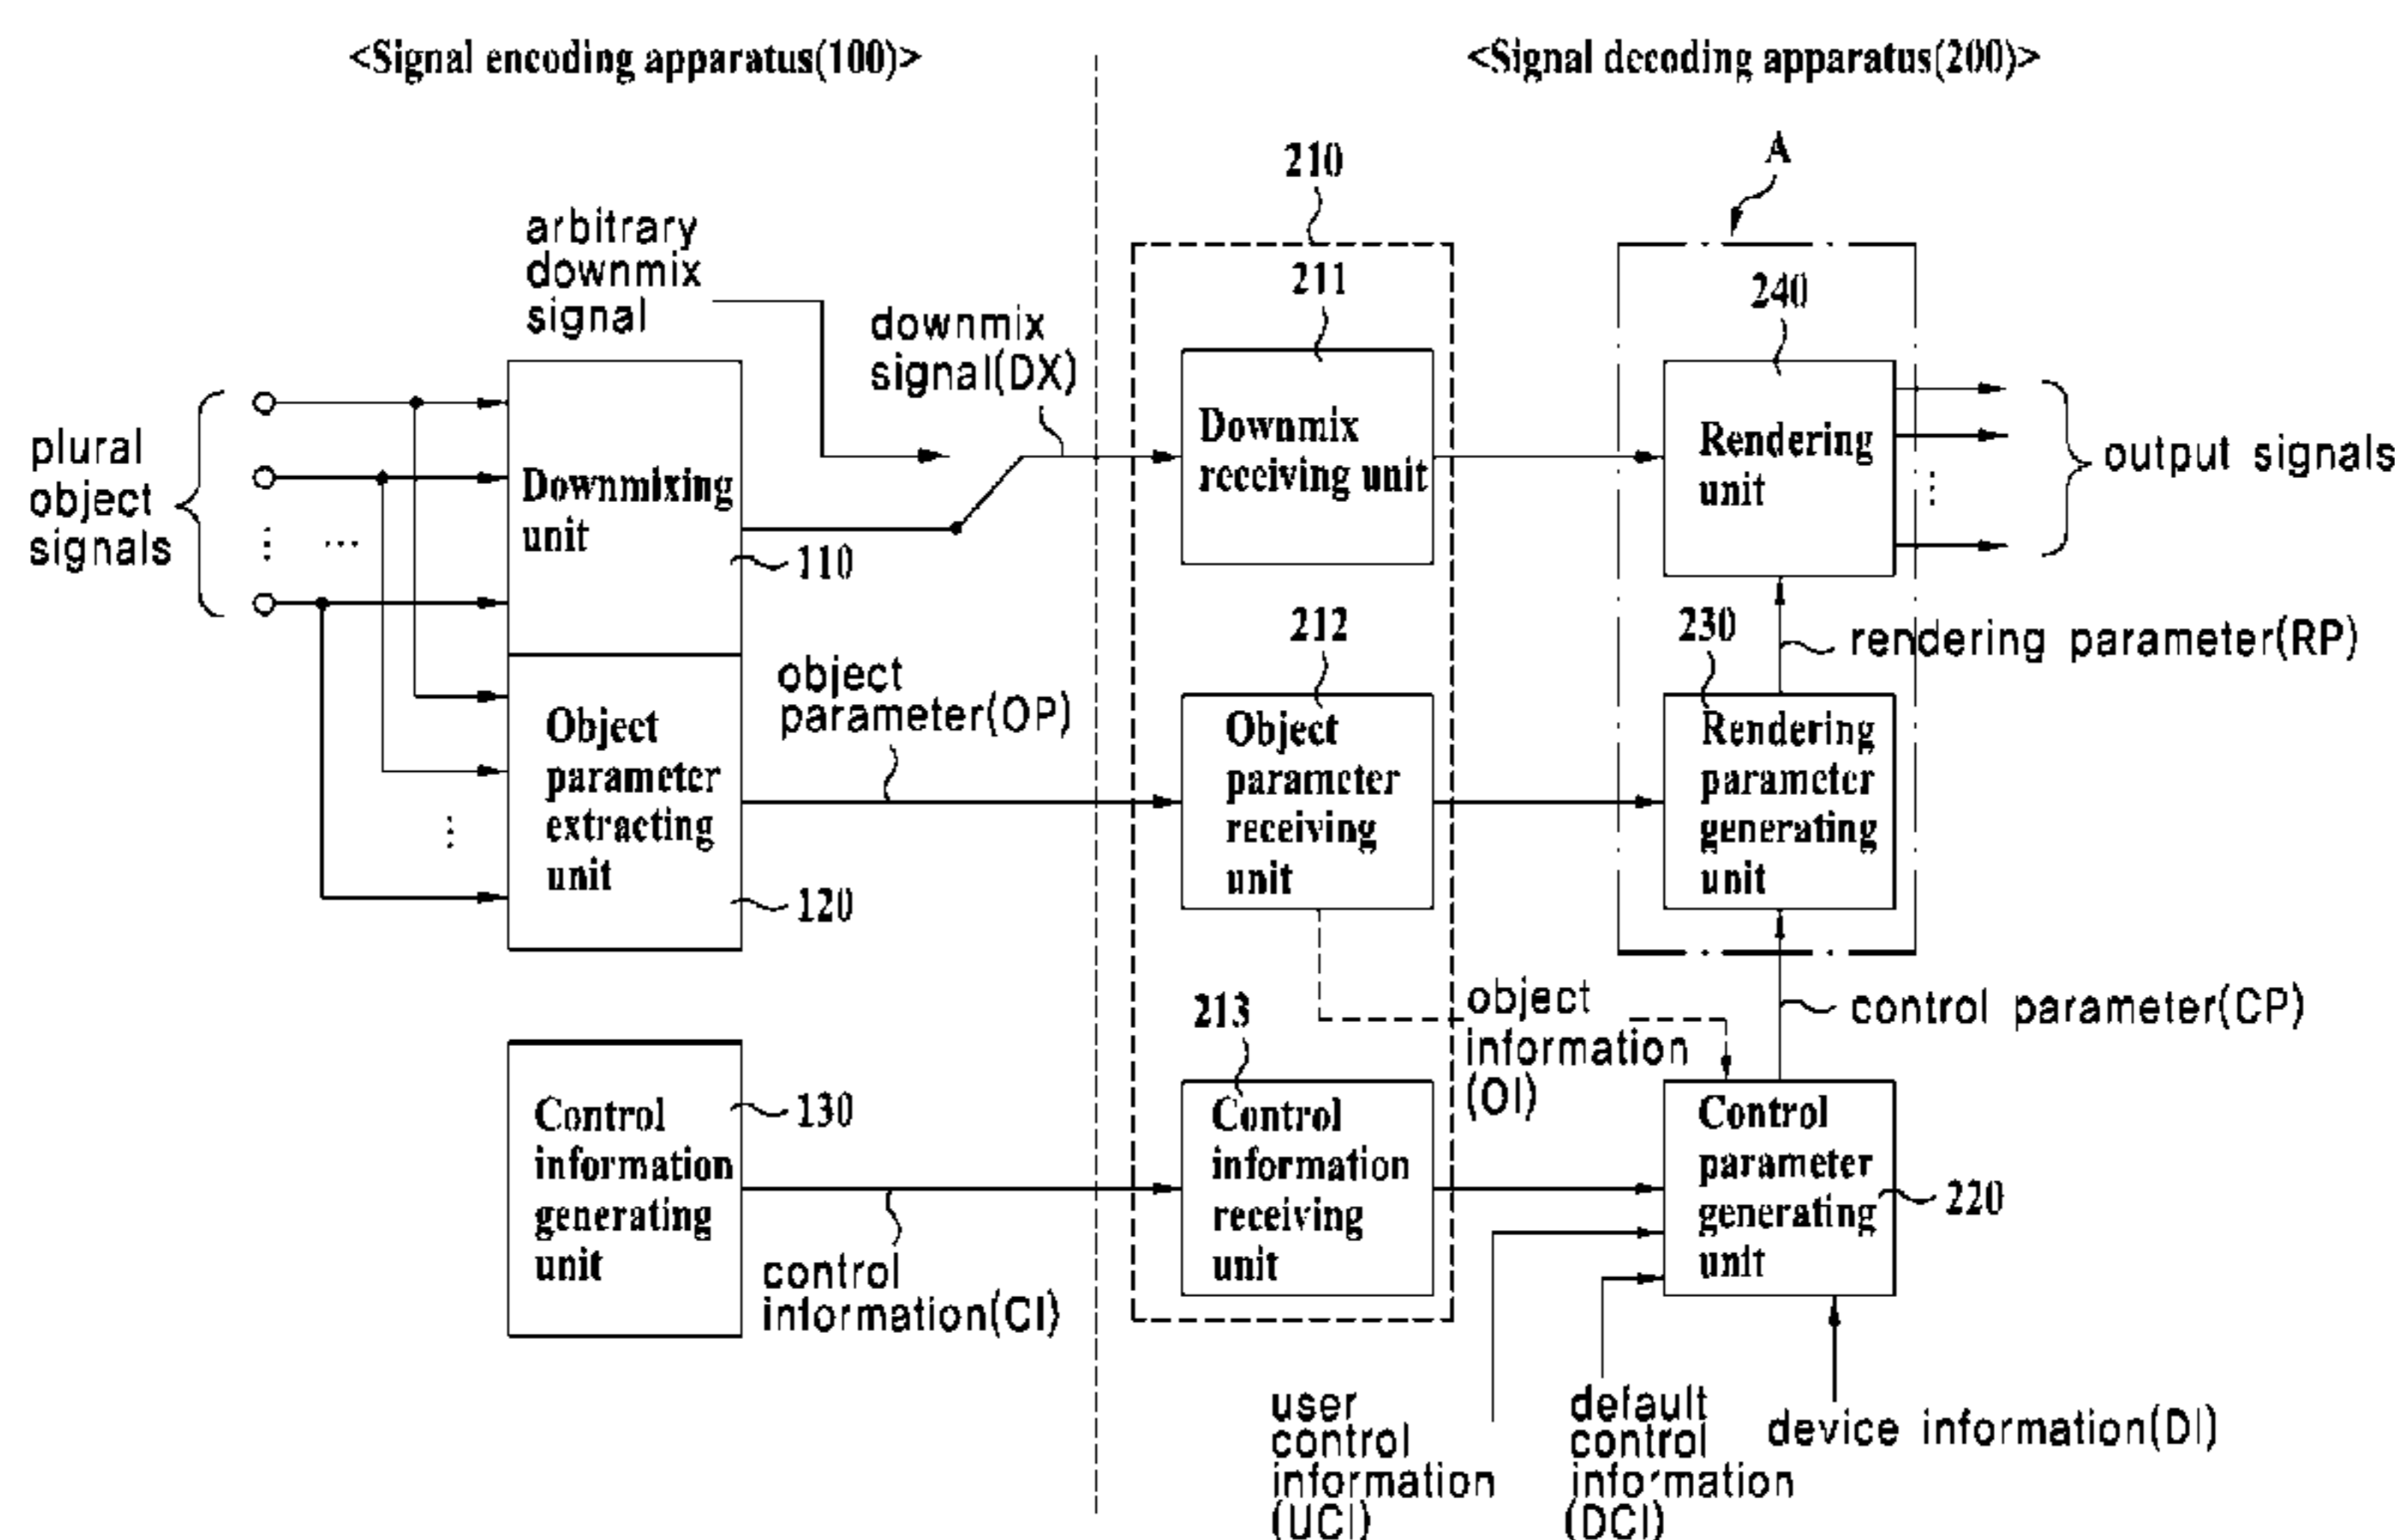 <Signal encoding apparatus(100)>
<Signal decoding apparatus(200)>
A
210
arbitrary
downmix
signal
211
240
downmix
signal(DX)
plural
object
signals
Downmixing
unit
110
Downmix
receiving unit
Rendering
unit
output signals
212
230
rendering parameter(RP)
object
parameter(OP)
Object
parameter
extracting
unit
120
Object
parameter
receiving
unit
Rendering
parameter
generating
unit
213
object
information
(OI)
control parameter(CP)
Control
information
generating
unit
130
Control
information
receiving
unit
Control
parameter
generating
unit
220
control
information(CI)
user
control
information
(UCI)
default
control
information
(DCI)
device information(DI)